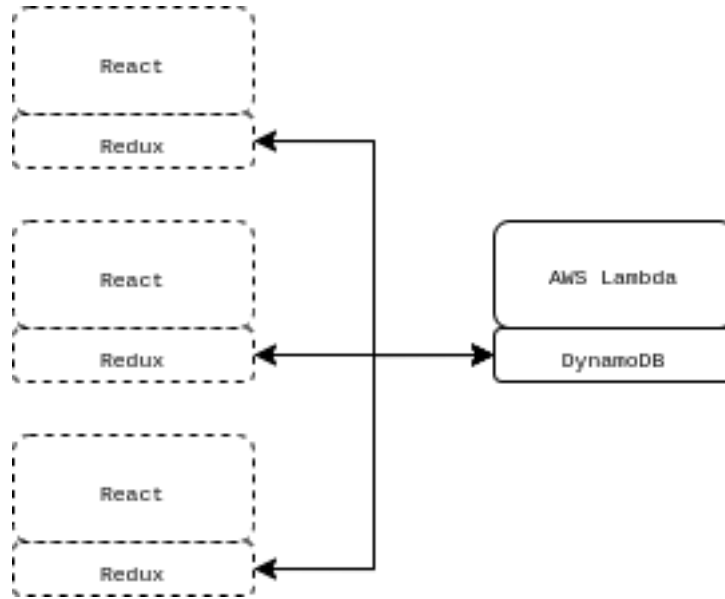 React
Redux
React
Redux
AWS Lambda
DynamoDB
React
Redux